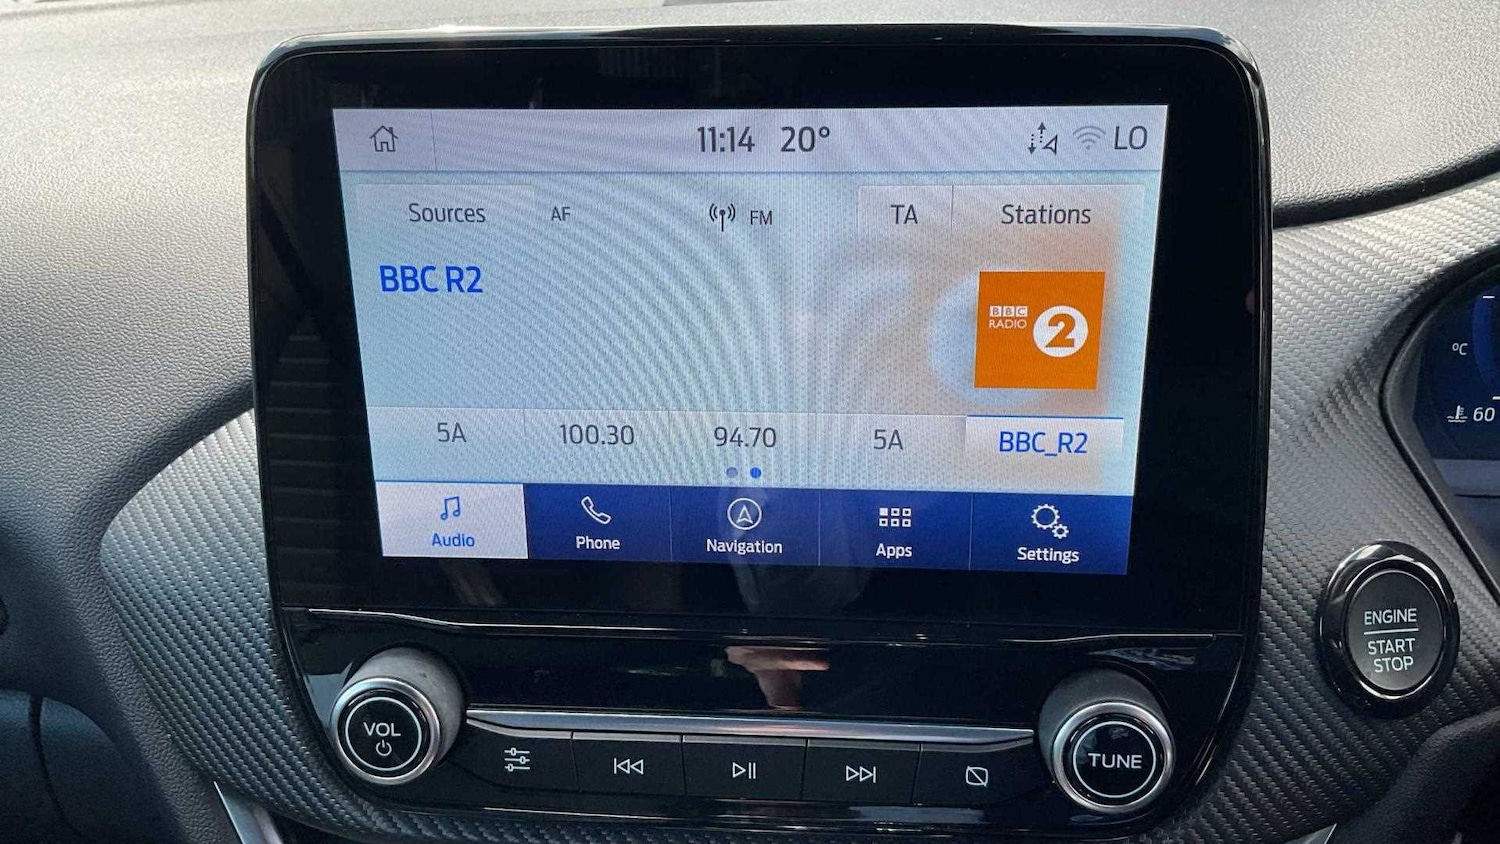 11:14 20° LO
Sources AF FM TA Stations
BBC R2
BBC
RADIO 2
5A 100.30 94.70 5A BBC_R2
Audio Phone Navigation Apps Settings
°C
60
ENGINE
START
STOP
VOL
TUNE